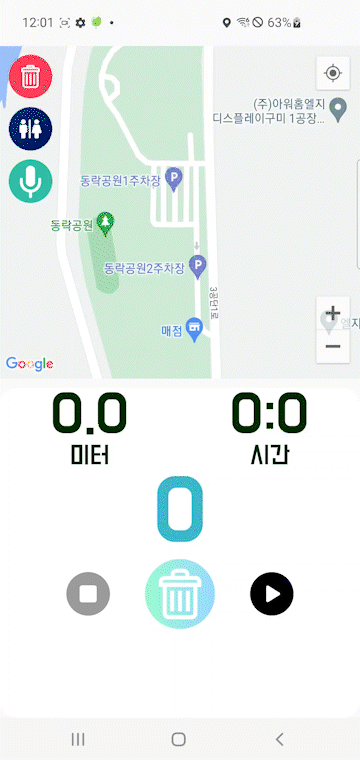 12:01
63%
(주)아워홈엘지
디스플레이구미 1공장...
동락공원1주차장
동락공원
동락공원2주차장
3공단1로
매점
엘지
Google
0.0
0:0
미터
시간
0